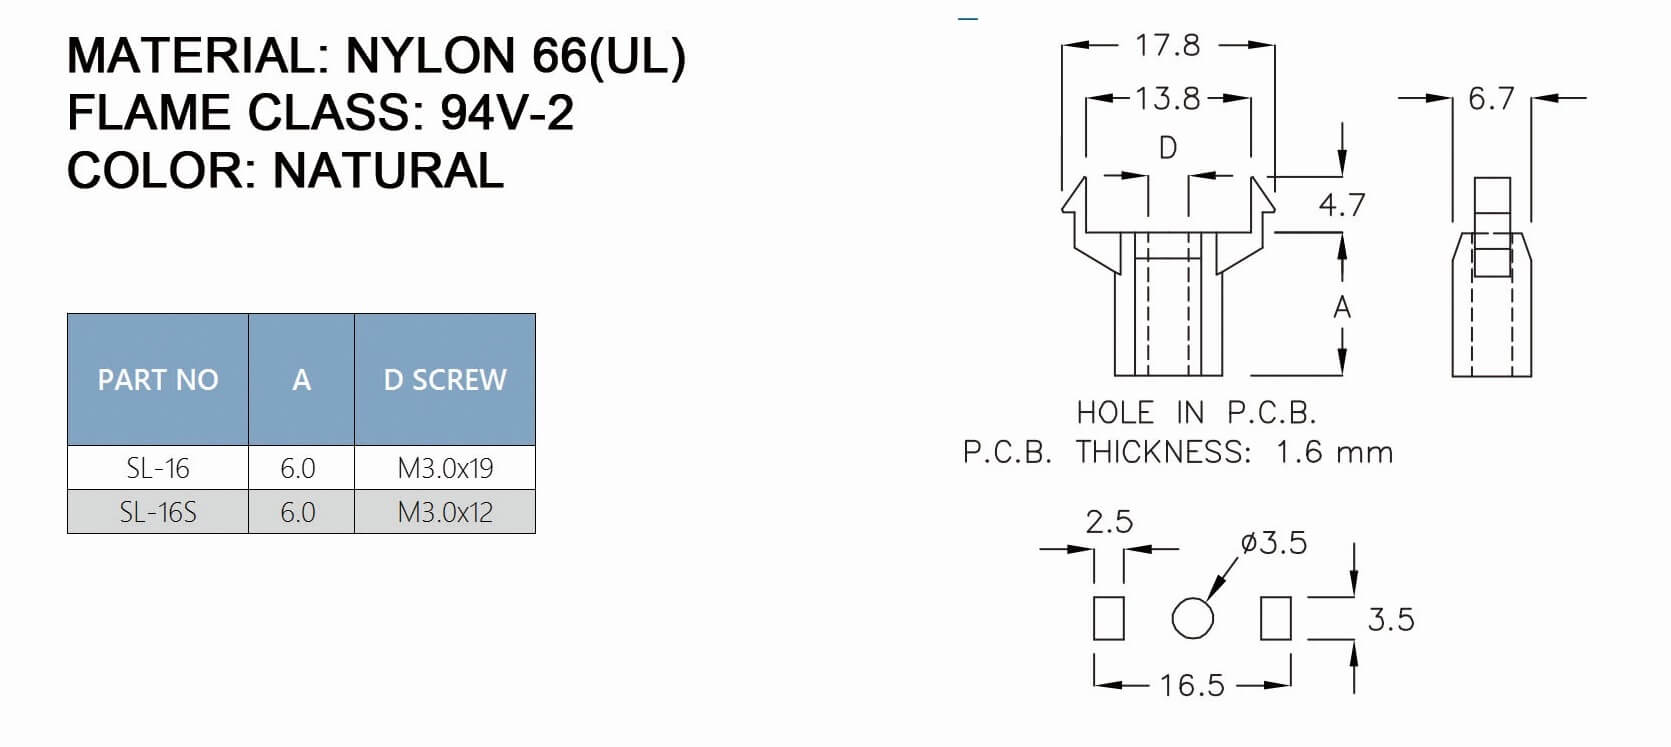 MATERIAL: NYLON 66(UL)
FLAME CLASS: 94V-2
COLOR: NATURAL
PART NO A D SCREW
SL-16 6.0 M3.0x19
SL-16S 6.0 M3.0x12
17.8
13.8
D
6.7
4.7
A
HOLE IN P.C.B.
P.C.B. THICKNESS: 1.6 mm
2.5
ø3.5
3.5
16.5